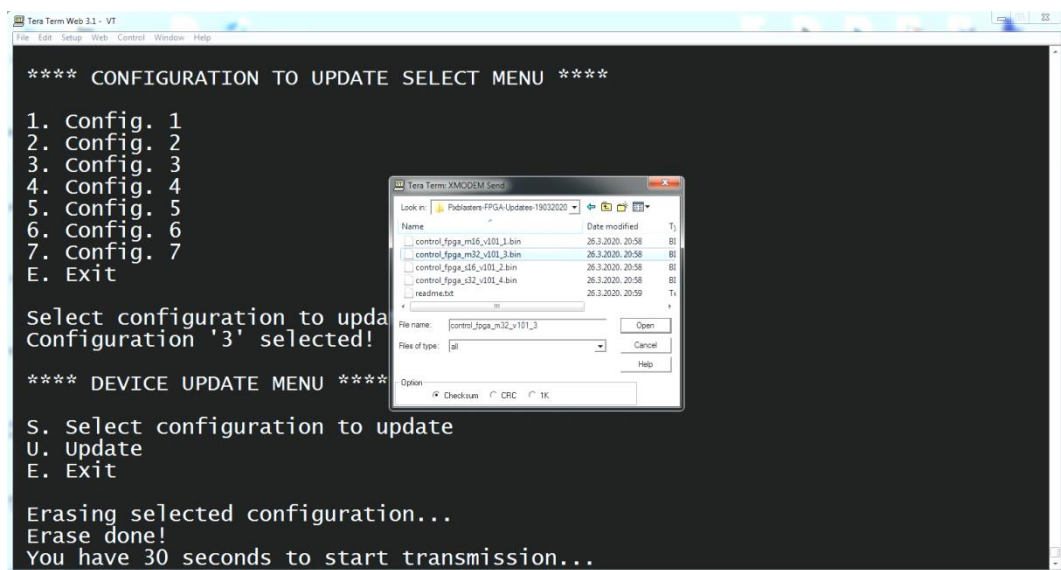 Tera Term Web 3.1 - VT
File Edit Setup Web Control Window Help
**** CONFIGURATION TO UPDATE SELECT MENU ****
1. Config. 1
2. Config. 2
3. Config. 3
4. Config. 4
5. Config. 5
6. Config. 6
7. Config. 7
E. Exit
Select configuration to upda
Configuration '3' selected!
**** DEVICE UPDATE MENU ****
S. Select configuration to update
U. Update
E. Exit
Erasing selected configuration...
Erase done!
You have 30 seconds to start transmission...
Tera Term: XMODEM Send
Look in: Pixblasters-FPGA-Updates-19032020
Name Date modified
control_fpga_m16_v101_1.bin 26.3.2020. 20:58
control_fpga_m32_v101_3.bin 26.3.2020. 20:58
control_fpga_s16_v101_2.bin 26.3.2020. 20:58
control_fpga_s32_v101_4.bin 26.3.2020. 20:58
readme.txt 26.3.2020. 20:59
File name: control_fpga_m32_v101_3 Open
Files of type: all Cancel
Help
Option
Checksum CRC 1K